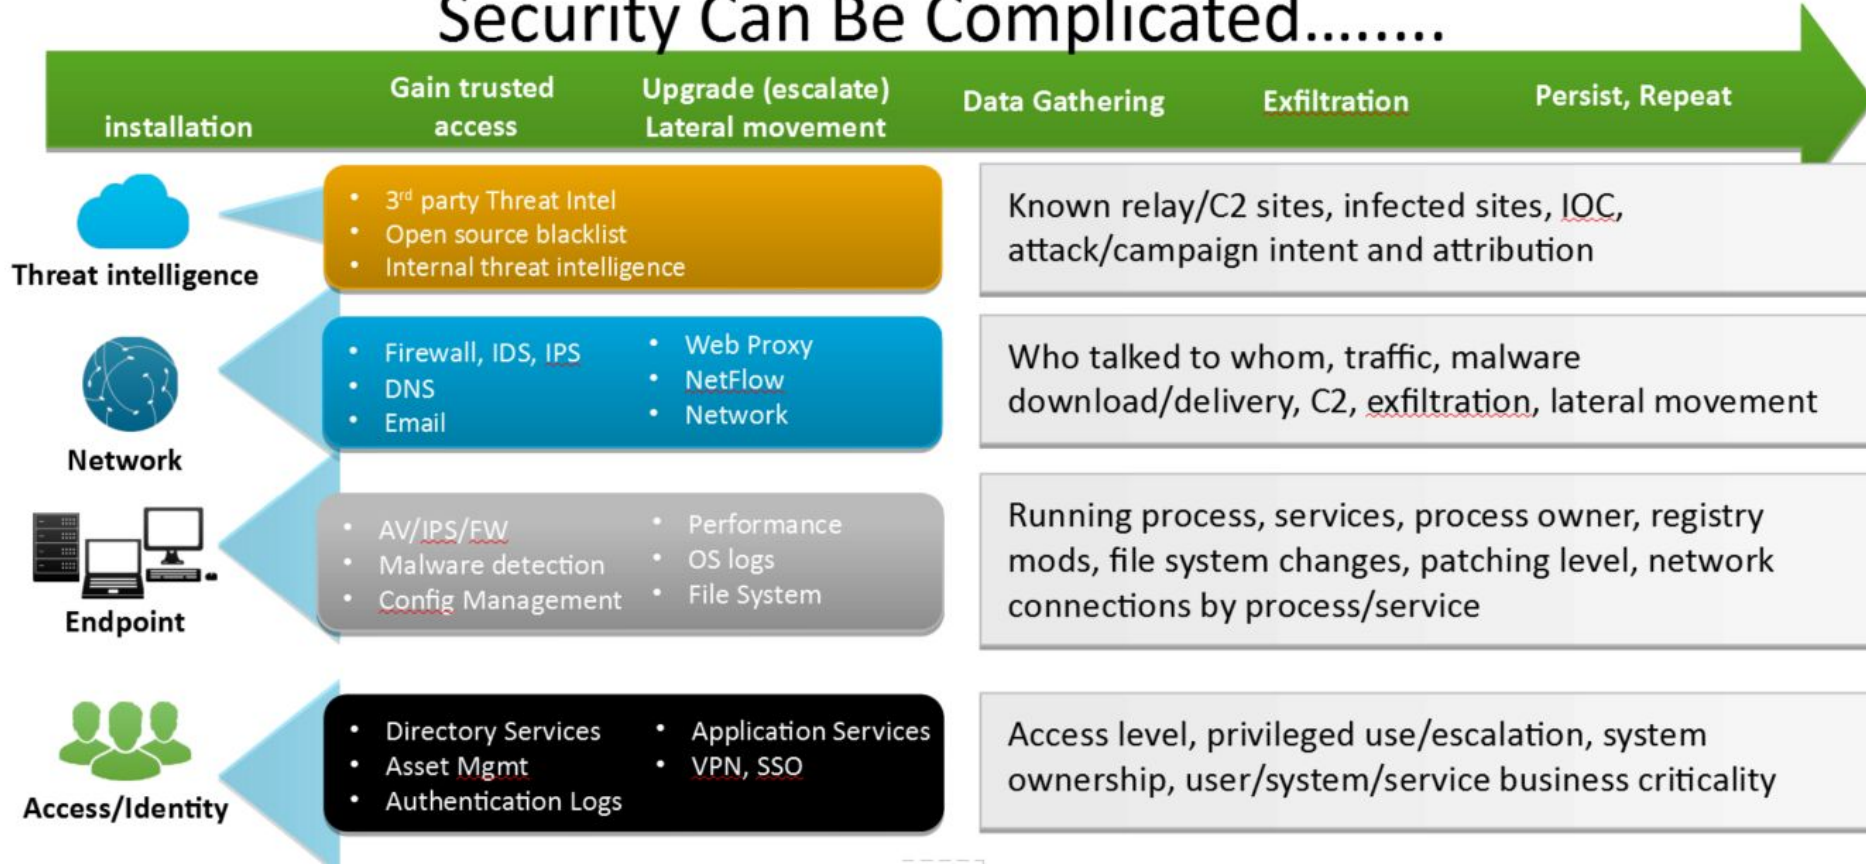 Security Can Be Complicated........
installation
Gain trusted
access
Upgrade (escalate)
Lateral movement
Data Gathering
Exfiltration
Persist, Repeat
Threat intelligence
• 3rd party Threat Intel
• Open source blacklist
• Internal threat intelligence
Known relay/C2 sites, infected sites, IOC,
attack/campaign intent and attribution
Network
• Firewall, IDS, IPS
• DNS
• Email
• Web Proxy
• NetFlow
• Network
Who talked to whom, traffic, malware
download/delivery, C2, exfiltration, lateral movement
Endpoint
• AV/IPS/FW
• Malware detection
• Config Management
• Performance
• OS logs
• File System
Running process, services, process owner, registry
mods, file system changes, patching level, network
connections by process/service
Access/Identity
• Directory Services
• Asset Mgmt
• Authentication Logs
• Application Services
• VPN, SSO
Access level, privileged use/escalation, system
ownership, user/system/service business criticality